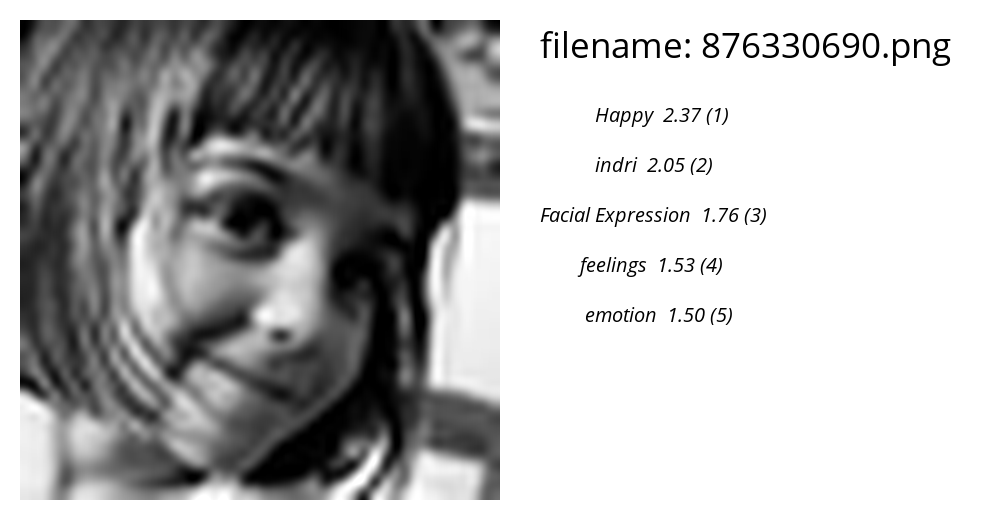 filename: 876330690.png
Happy 2.37 (1)
indri 2.05 (2)
Facial Expression 1.76 (3)
feelings 1.53 (4)
emotion 1.50 (5)